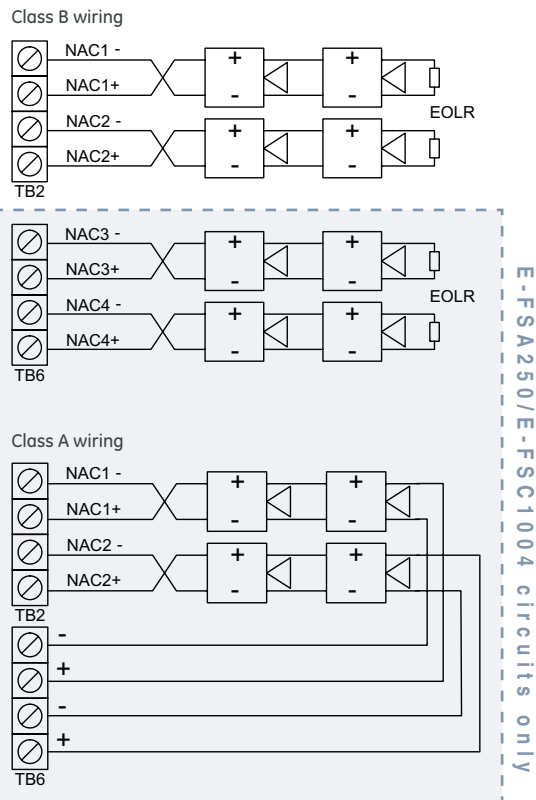 Class B wiring
NAC1 -
+ +
NAC1+
- -
EOLR
NAC2 -
+ +
NAC2+
- -
TB2
NAC3 -
+ +
NAC3+
- -
EOLR
NAC4 -
+ +
NAC4+
- -
TB6
Class A wiring
NAC1 -
+ +
NAC1+
- -
NAC2 -
+ +
NAC2+
- -
TB2
-
+
-
+
TB6
E-FSA250/E-FSC1004 circuits only